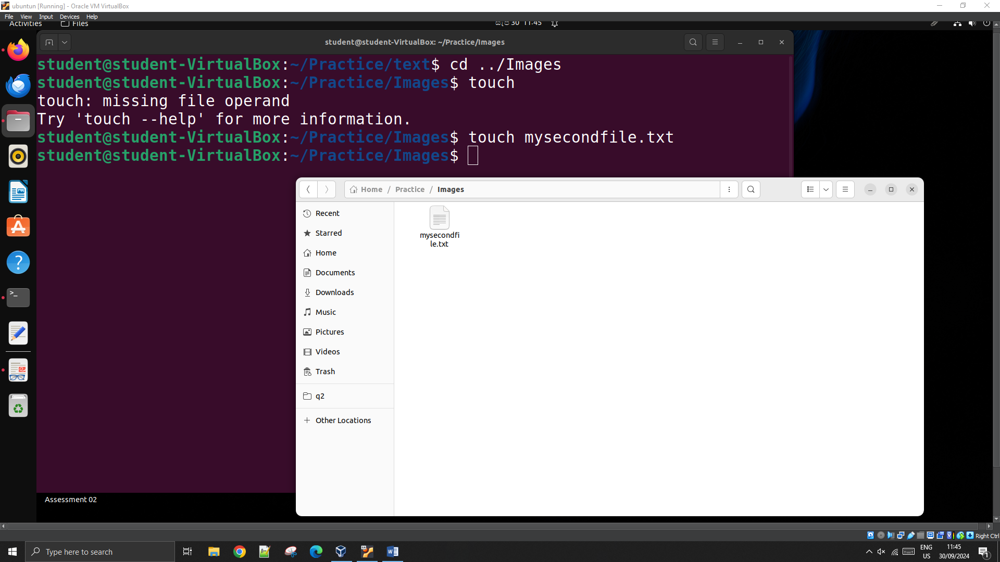 ubuntun [Running] - Oracle VM VirtualBox
File View Input Devices Help
Activities Files 30 11:45
student@student-VirtualBox: ~/Practice/Images
student@student-VirtualBox:~/Practice/text$ cd ../Images
student@student-VirtualBox:~/Practice/Images$ touch
touch: missing file operand
Try 'touch --help' for more information.
student@student-VirtualBox:~/Practice/Images$ touch mysecondfile.txt
student@student-VirtualBox:~/Practice/Images$
Home / Practice / Images
Recent
Starred
Home
Documents
Downloads
Music
Pictures
Videos
Trash
q2
+ Other Locations
mysecondfi
le.txt
Assessment 02
Right Ctrl
Type here to search
ENG
US
11:45
30/09/2024
1